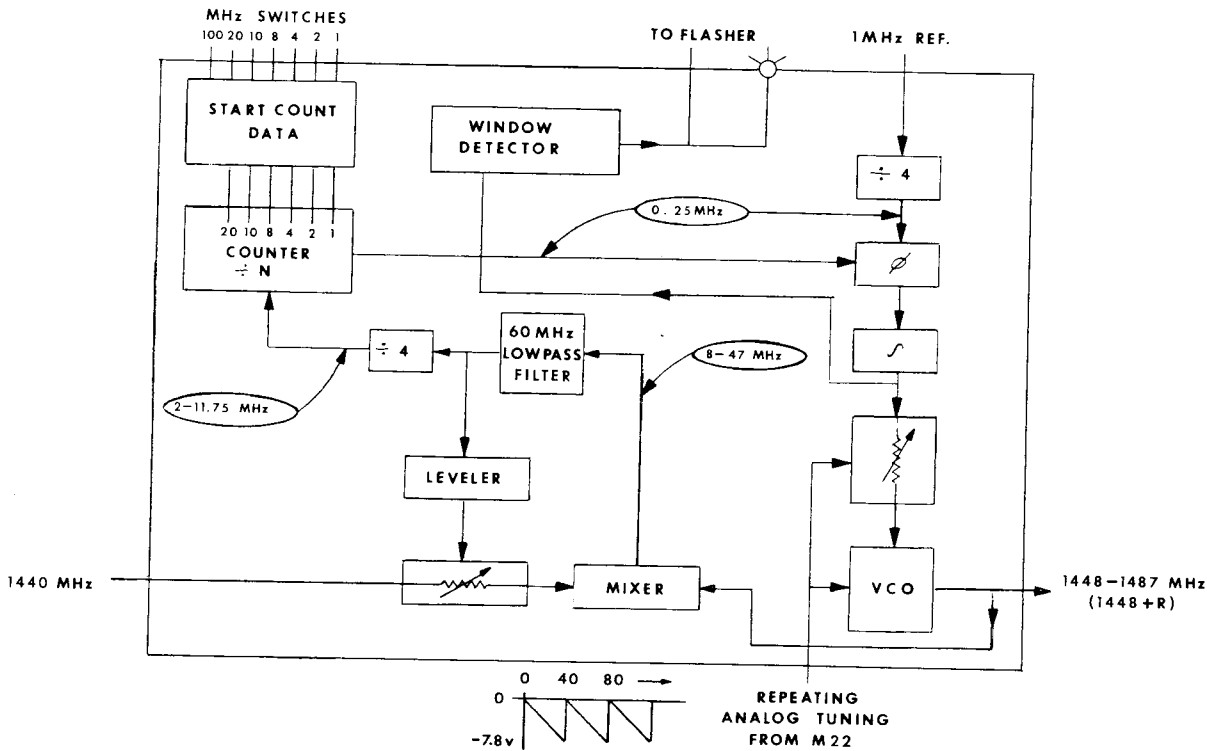 MHz SWITCHES
100 20 10 8 4 2 1
TO FLASHER
1MHz REF.
START COUNT
DATA
WINDOW
DETECTOR
÷ 4
0.25MHz
20 10 8 4 2 1
COUNTER
÷ N
ø
60 MHz
LOWPASS
FILTER
÷ 4
8-47 MHz
∫
2-11.75 MHz
LEVELER
1440 MHz
MIXER
VCO
1448-1487 MHz
(1448+R)
0 40 80
0
-7.8v
REPEATING
ANALOG TUNING
FROM M22